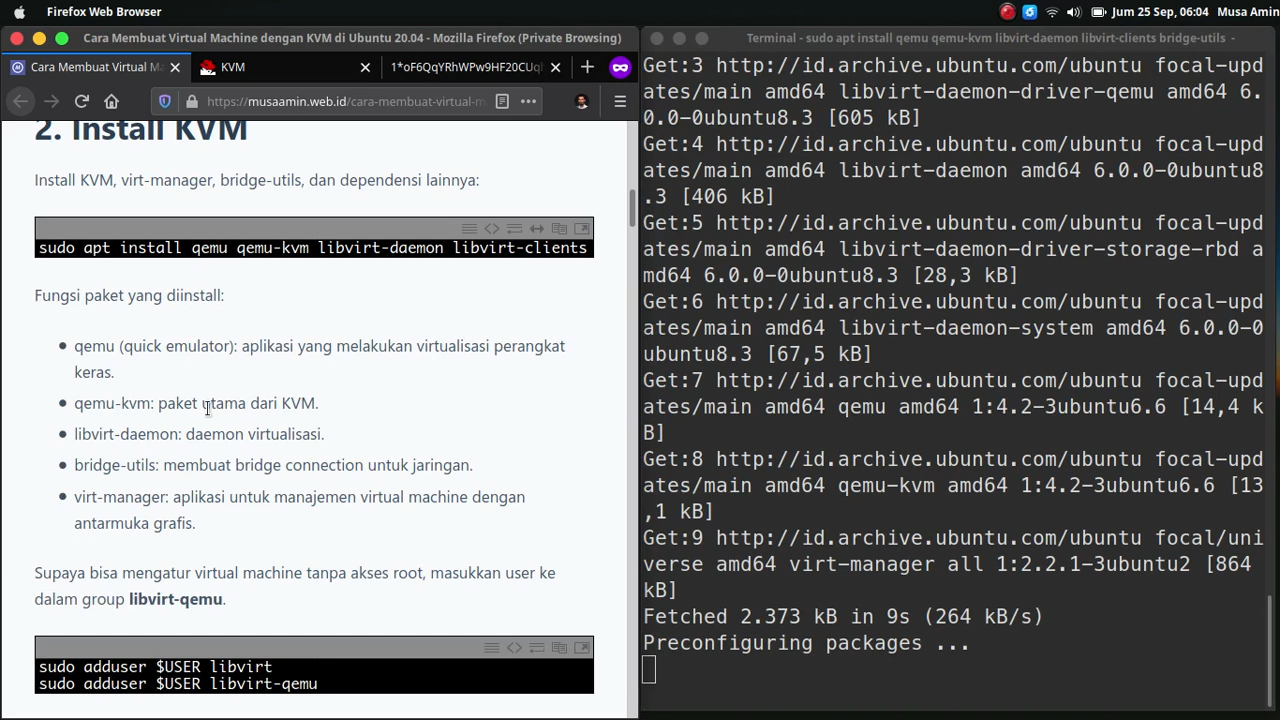 Firefox Web Browser
Jum 25 Sep, 06:04 Musa Amin
Cara Membuat Virtual Machine dengan KVM di Ubuntu 20.04 - Mozilla Firefox (Private Browsing)
Cara Membuat Virtual Ma
KVM
1*oF6QqYRhWPw9HF20CUq
https://musaamin.web.id/cara-membuat-virtual-m
2. Install KVM
Install KVM, virt-manager, bridge-utils, dan dependensi lainnya:
sudo apt install qemu qemu-kvm libvirt-daemon libvirt-clients
Fungsi paket yang diinstall:
qemu (quick emulator): aplikasi yang melakukan virtualisasi perangkat
keras.
qemu-kvm: paket utama dari KVM.
libvirt-daemon: daemon virtualisasi.
bridge-utils: membuat bridge connection untuk jaringan.
virt-manager: aplikasi untuk manajemen virtual machine dengan
antarmuka grafis.
Supaya bisa mengatur virtual machine tanpa akses root, masukkan user ke
dalam group libvirt-qemu.
sudo adduser $USER libvirt
sudo adduser $USER libvirt-qemu
Terminal - sudo apt install qemu qemu-kvm libvirt-daemon libvirt-clients bridge-utils -
Get:3 http://id.archive.ubuntu.com/ubuntu focal-upd
ates/main amd64 libvirt-daemon-driver-qemu amd64 6.
0.0-0ubuntu8.3 [605 kB]
Get:4 http://id.archive.ubuntu.com/ubuntu focal-upd
ates/main amd64 libvirt-daemon amd64 6.0.0-0ubuntu8
.3 [406 kB]
Get:5 http://id.archive.ubuntu.com/ubuntu focal-upd
ates/main amd64 libvirt-daemon-driver-storage-rbd a
md64 6.0.0-0ubuntu8.3 [28,3 kB]
Get:6 http://id.archive.ubuntu.com/ubuntu focal-upd
ates/main amd64 libvirt-daemon-system amd64 6.0.0-0
ubuntu8.3 [67,5 kB]
Get:7 http://id.archive.ubuntu.com/ubuntu focal-upd
ates/main amd64 qemu amd64 1:4.2-3ubuntu6.6 [14,4 k
B]
Get:8 http://id.archive.ubuntu.com/ubuntu focal-upd
ates/main amd64 qemu-kvm amd64 1:4.2-3ubuntu6.6 [13
,1 kB]
Get:9 http://id.archive.ubuntu.com/ubuntu focal/uni
verse amd64 virt-manager all 1:2.2.1-3ubuntu2 [864
kB]
Fetched 2.373 kB in 9s (264 kB/s)
Preconfiguring packages ...